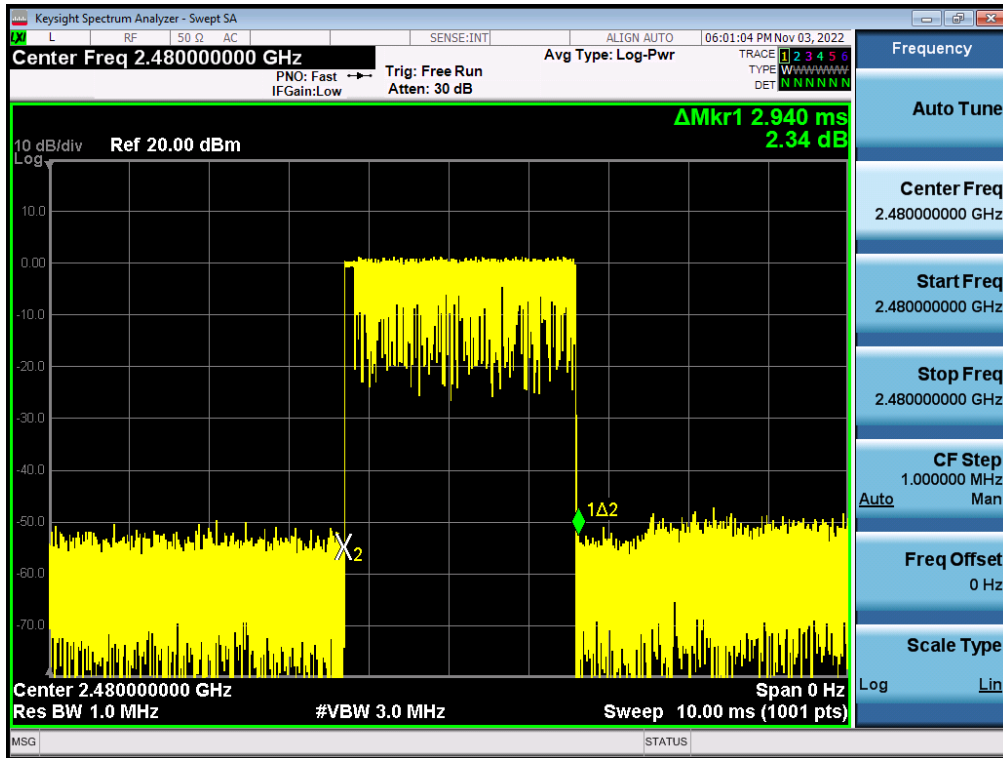 Keysight Spectrum Analyzer - Swept SA
LXI L RF 50 Ω AC SENSE:INT ALIGN AUTO 06:01:04 PM Nov 03, 2022
Center Freq 2.480000000 GHz
PNO: Fast
IFGain:Low
Trig: Free Run
Atten: 30 dB
Avg Type: Log-Pwr
TRACE 1 2 3 4 5 6
TYPE WWWWWW
DET N N N N N N
ΔMkr1 2.940 ms
2.34 dB
10 dB/div Ref 20.00 dBm
Log
10.0
0.00
-10.0
-20.0
-30.0
-40.0
-50.0
-60.0
-70.0
1Δ2
X2
Center 2.480000000 GHz Span 0 Hz
Res BW 1.0 MHz #VBW 3.0 MHz Sweep 10.00 ms (1001 pts)
MSG STATUS
Frequency
Auto Tune
Center Freq
2.480000000 GHz
Start Freq
2.480000000 GHz
Stop Freq
2.480000000 GHz
CF Step
1.000000 MHz
Auto Man
Freq Offset
0 Hz
Scale Type
Log Lin